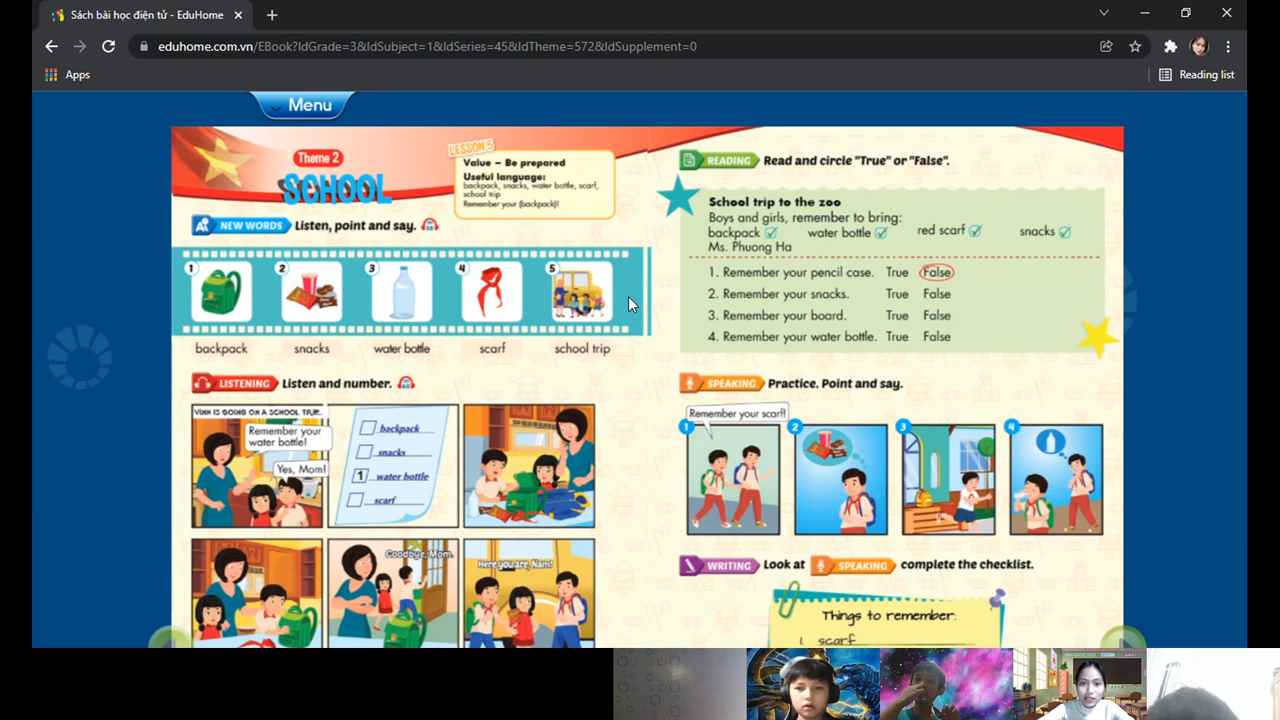 Sách bài học điện tử - EduHome
eduhome.com.vn/EBook?IdGrade=3&IdSubject=1&IdSeries=45&IdTheme=572&IdSupplement=0
Apps
Reading list
Menu
Theme 2
SCHOOL
LESSON 5
Value – Be prepared
Useful language:
backpack, snacks, water bottle, scarf,
school trip
Remember your (backpack)!
NEW WORDS Listen, point and say.
1 2 3 4 5
backpack snacks water bottle scarf school trip
LISTENING Listen and number.
VINH IS GOING ON A SCHOOL TRIP...
Remember your
water bottle!
Yes, Mom!
backpack
snacks
1 water bottle
scarf
Goodbye, Mom.
Here you are, Nam!
READING Read and circle "True" or "False".
School trip to the zoo
Boys and girls, remember to bring:
backpack water bottle red scarf snacks
Ms. Phuong Ha
1. Remember your pencil case. True False
2. Remember your snacks. True False
3. Remember your board. True False
4. Remember your water bottle. True False
SPEAKING Practice. Point and say.
Remember your scarf!
1 2 3 4
WRITING Look at SPEAKING complete the checklist.
Things to remember:
1. scarf